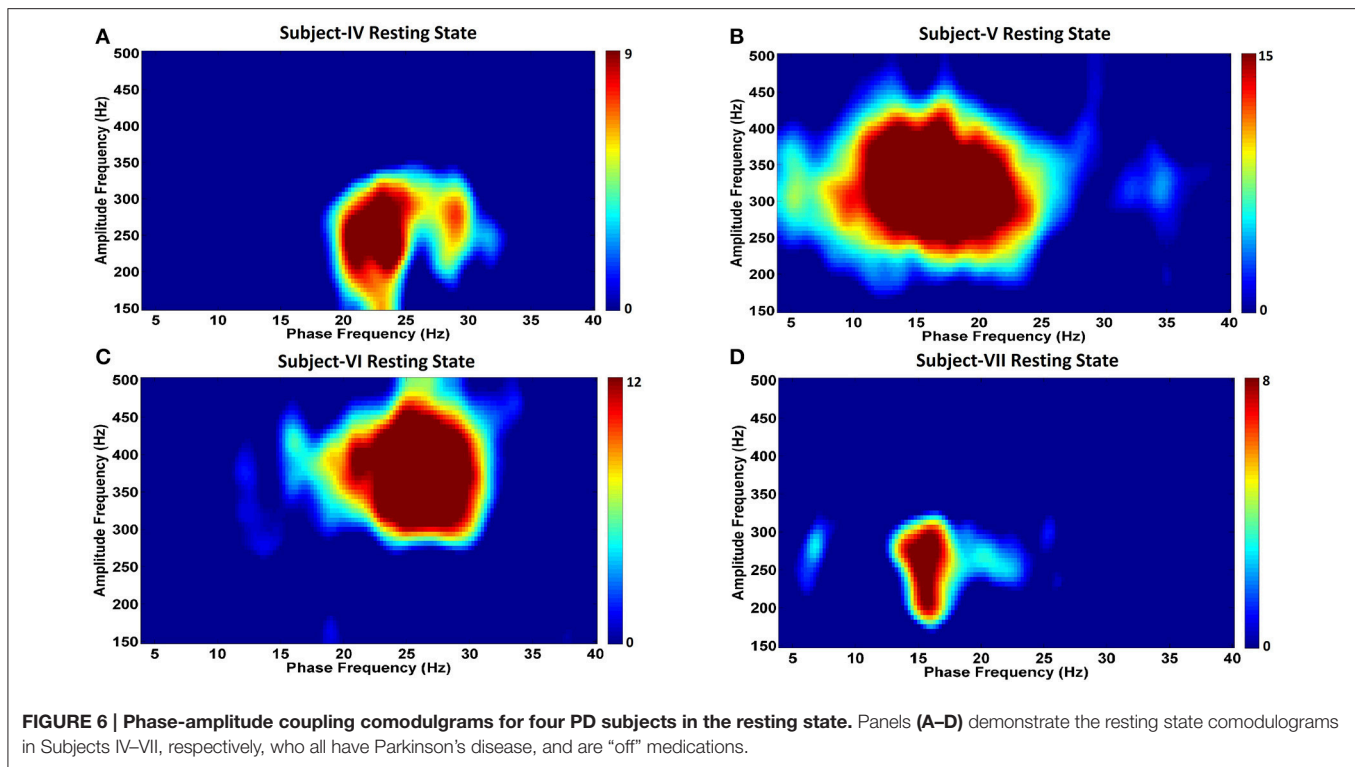 A
Subject-IV Resting State
500
450
400
350
300
250
200
150
Amplitude Frequency (Hz)
5 10 15 20 25 30 35 40
Phase Frequency (Hz)
9
0
B
Subject-V Resting State
500
450
400
350
300
250
200
150
Amplitude Frequency (Hz)
5 10 15 20 25 30 35 40
Phase Frequency (Hz)
15
0
C
Subject-VI Resting State
500
450
400
350
300
250
200
150
Amplitude Frequency (Hz)
5 10 15 20 25 30 35 40
Phase Frequency (Hz)
12
0
D
Subject-VII Resting State
500
450
400
350
300
250
200
150
Amplitude Frequency (Hz)
5 10 15 20 25 30 35 40
Phase Frequency (Hz)
8
0
FIGURE 6 | Phase-amplitude coupling comodulgrams for four PD subjects in the resting state. Panels (A–D) demonstrate the resting state comodulograms
in Subjects IV–VII, respectively, who all have Parkinson's disease, and are “off” medications.